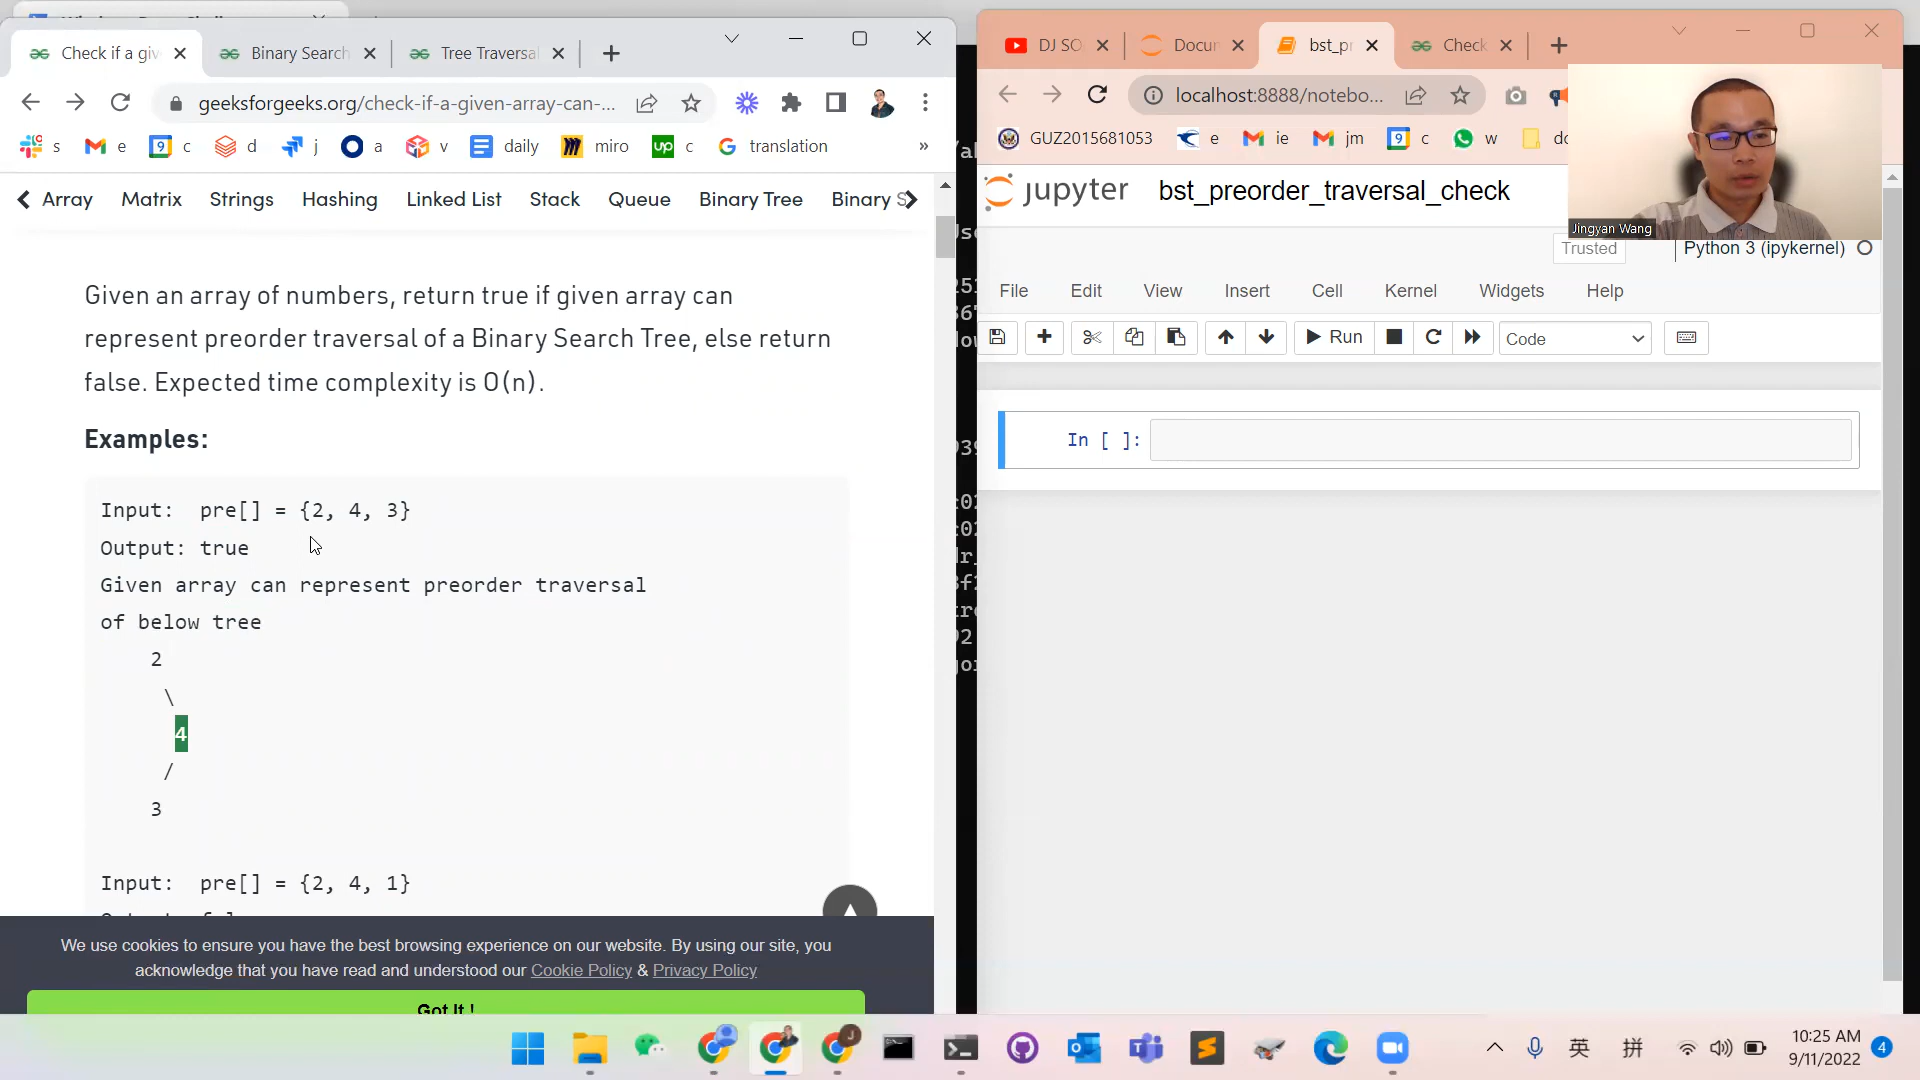 Check if a giv
Binary Search
Tree Traversal
geeksforgeeks.org/check-if-a-given-array-can-...
s
e
c
d
j
a
v
daily
miro
c
translation
»
Array
Matrix
Strings
Hashing
Linked List
Stack
Queue
Binary Tree
Binary S
Given an array of numbers, return true if given array can
represent preorder traversal of a Binary Search Tree, else return
false. Expected time complexity is O(n).
Examples:
Input:  pre[] = {2, 4, 3}
Output: true
Given array can represent preorder traversal
of below tree
2
\
4
/
3
Input:  pre[] = {2, 4, 1}
We use cookies to ensure you have the best browsing experience on our website. By using our site, you
acknowledge that you have read and understood our Cookie Policy & Privacy Policy
Got It !
DJ SO
Docum
bst_pr
Check
localhost:8888/notebo...
GUZ2015681053
e
ie
jm
9
c
w
dc
jupyter
bst_preorder_traversal_check
Jingyan Wang
Trusted
Python 3 (ipykernel)
File
Edit
View
Insert
Cell
Kernel
Widgets
Help
Run
Code
In [ ]:
英
拼
10:25 AM
9/11/2022
4